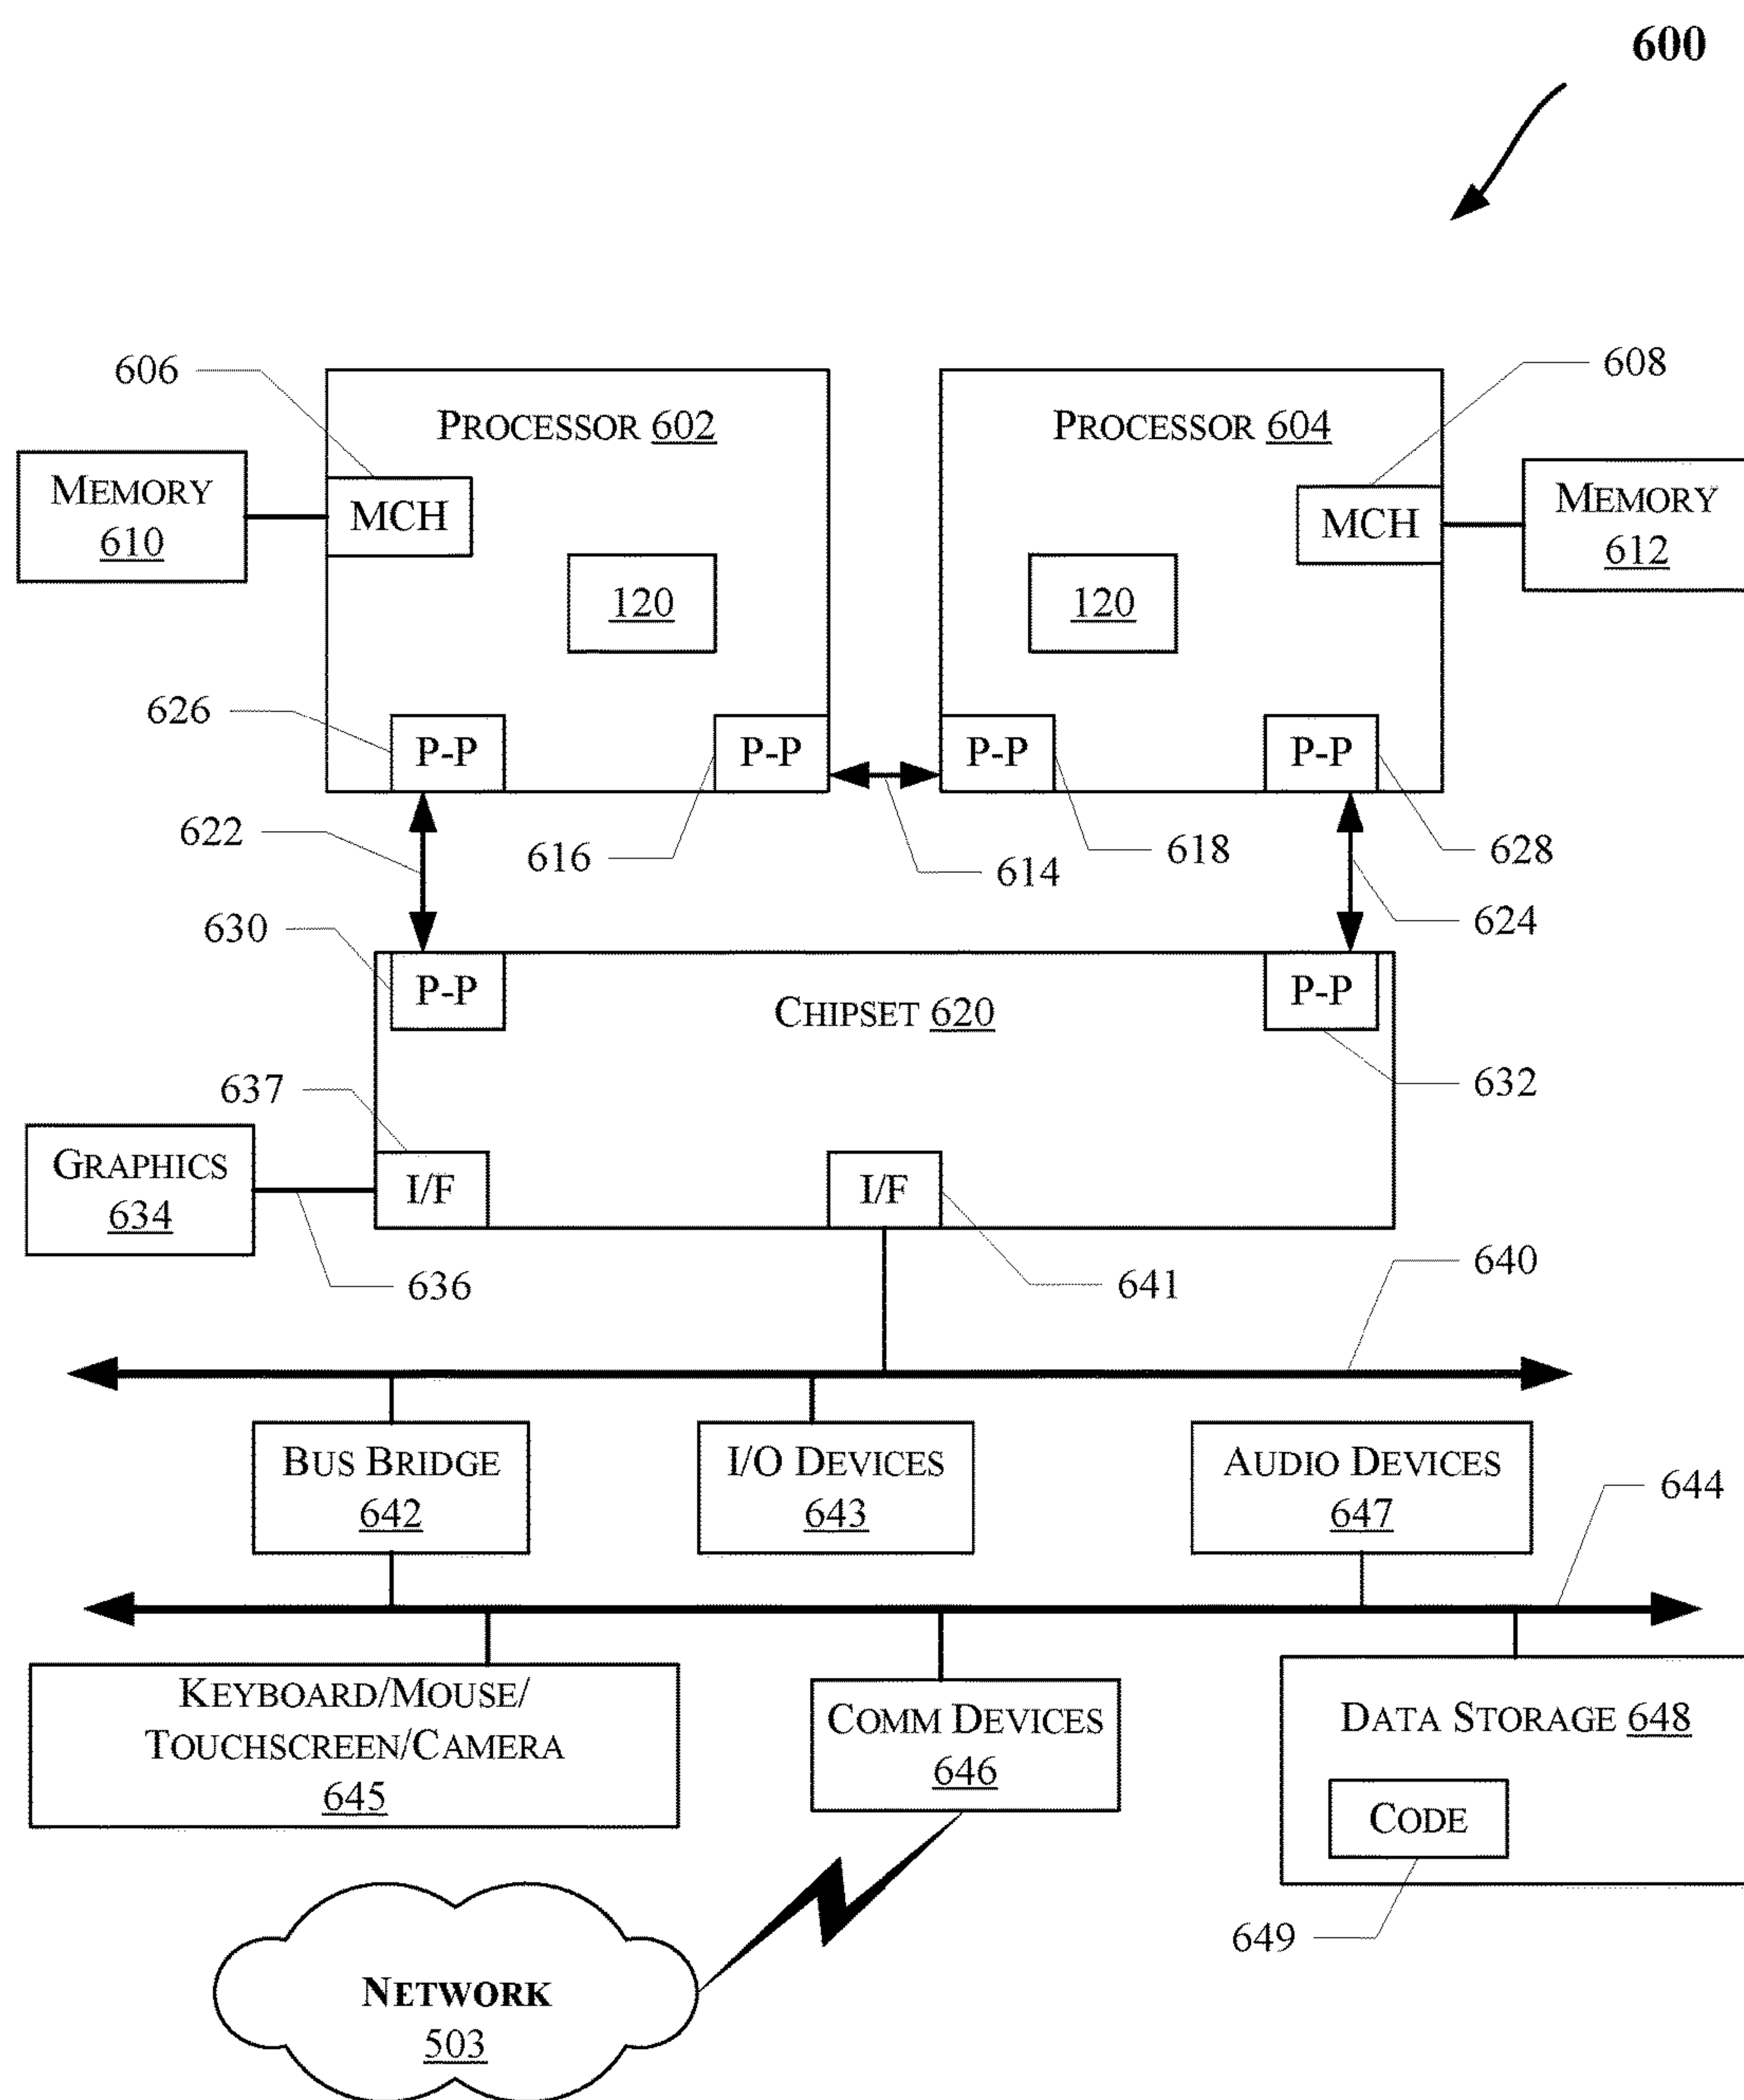 600
606
608
PROCESSOR 602
PROCESSOR 604
MEMORY
610
MCH
MCH
MEMORY
612
120
120
626
P-P
P-P
P-P
P-P
622
616
614
618
628
624
630
P-P
CHIPSET 620
P-P
632
637
GRAPHICS
634
I/F
I/F
636
641
640
BUS BRIDGE
642
I/O DEVICES
643
AUDIO DEVICES
647
644
KEYBOARD/MOUSE/
TOUCHSCREEN/CAMERA
645
COMM DEVICES
646
DATA STORAGE 648
CODE
649
NETWORK
503